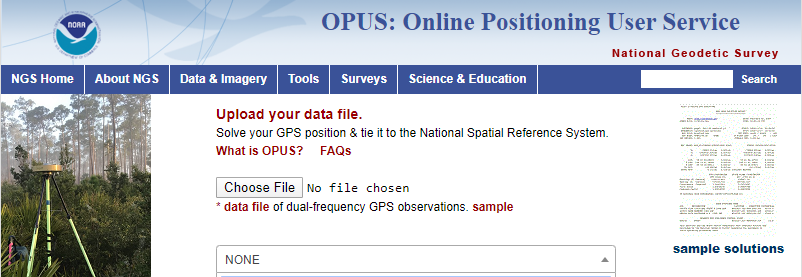 NOAA
OPUS: Online Positioning User Service
National Geodetic Survey
NGS Home About NGS Data & Imagery Tools Surveys Science & Education Search
Upload your data file.
Solve your GPS position & tie it to the National Spatial Reference System.
What is OPUS? FAQs
Choose File No file chosen
* data file of dual-frequency GPS observations. sample
sample solutions
NONE